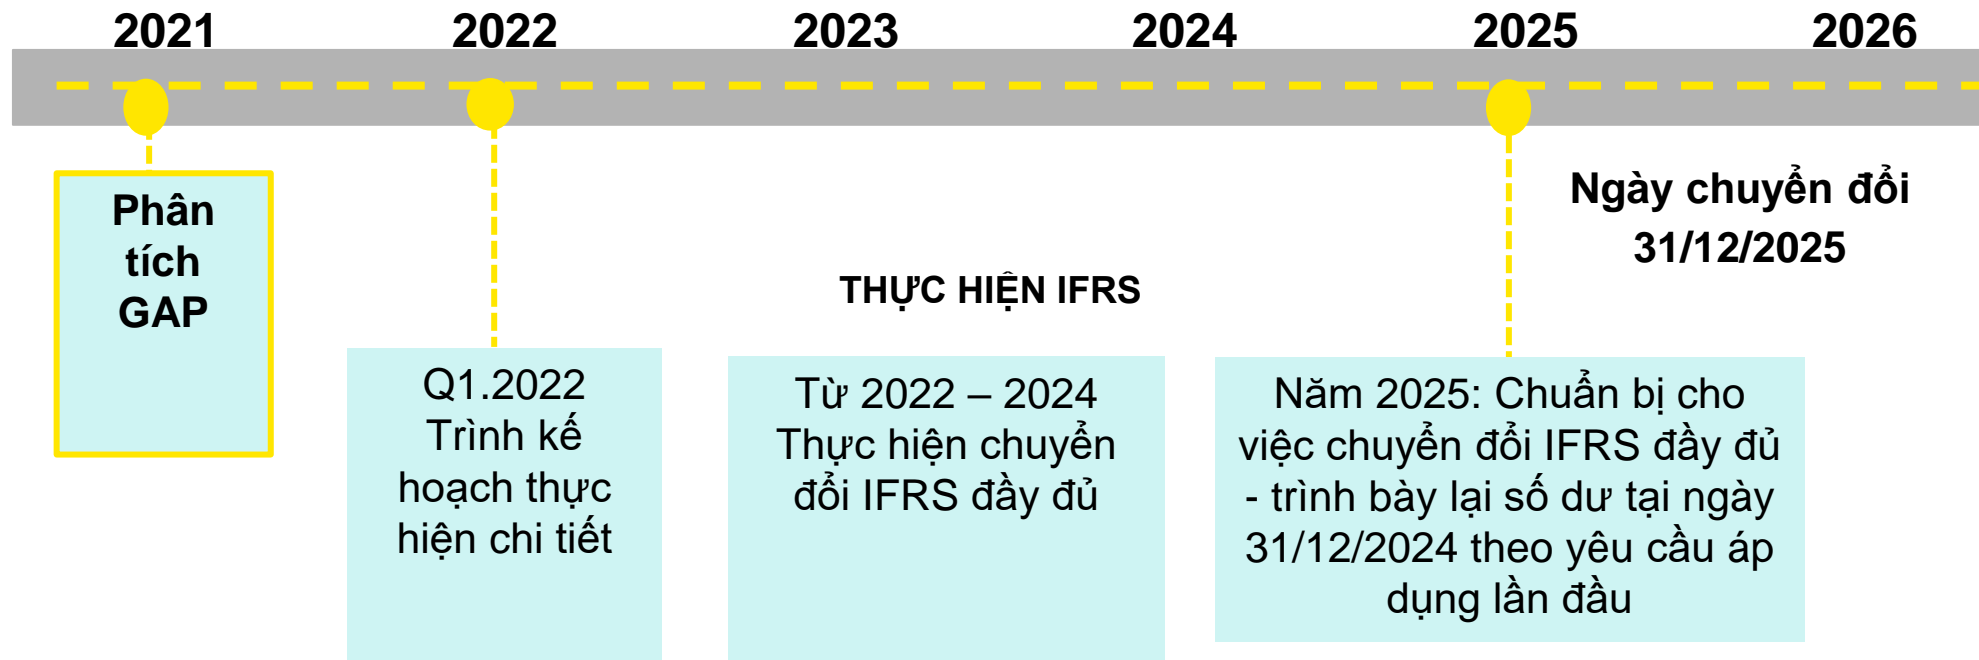 2021 2022 2023 2024 2025 2026
Phân
tích
GAP
Q1.2022
Trình kế
hoạch thực
hiện chi tiết
THỰC HIỆN IFRS
Từ 2022 – 2024
Thực hiện chuyển
đổi IFRS đầy đủ
Ngày chuyển đổi
31/12/2025
Năm 2025: Chuẩn bị cho
việc chuyển đổi IFRS đầy đủ
- trình bày lại số dư tại ngày
31/12/2024 theo yêu cầu áp
dụng lần đầu